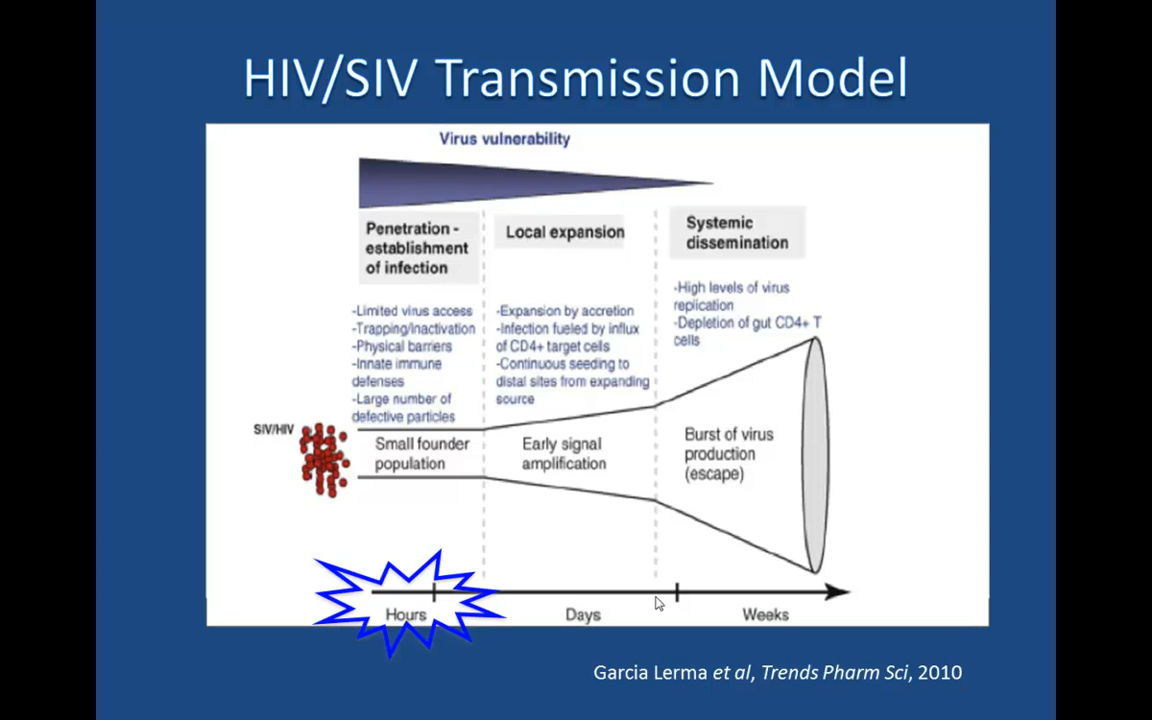 HIV/SIV Transmission Model
Virus vulnerability
Penetration -
establishment
of infection
-Limited virus access
-Trapping/Inactivation
-Physical barriers
-Innate immune
defenses
-Large number of
defective particles
Local expansion
-Expansion by accretion
-Infection fueled by influx
of CD4+ target cells
-Continuous seeding to
distal sites from expanding
source
Systemic
dissemination
-High levels of virus
replication
-Depletion of gut CD4+ T
cells
SIV/HIV
Small founder
population
Early signal
amplification
Burst of virus
production
(escape)
Hours
Days
Weeks
Garcia Lerma et al, Trends Pharm Sci, 2010